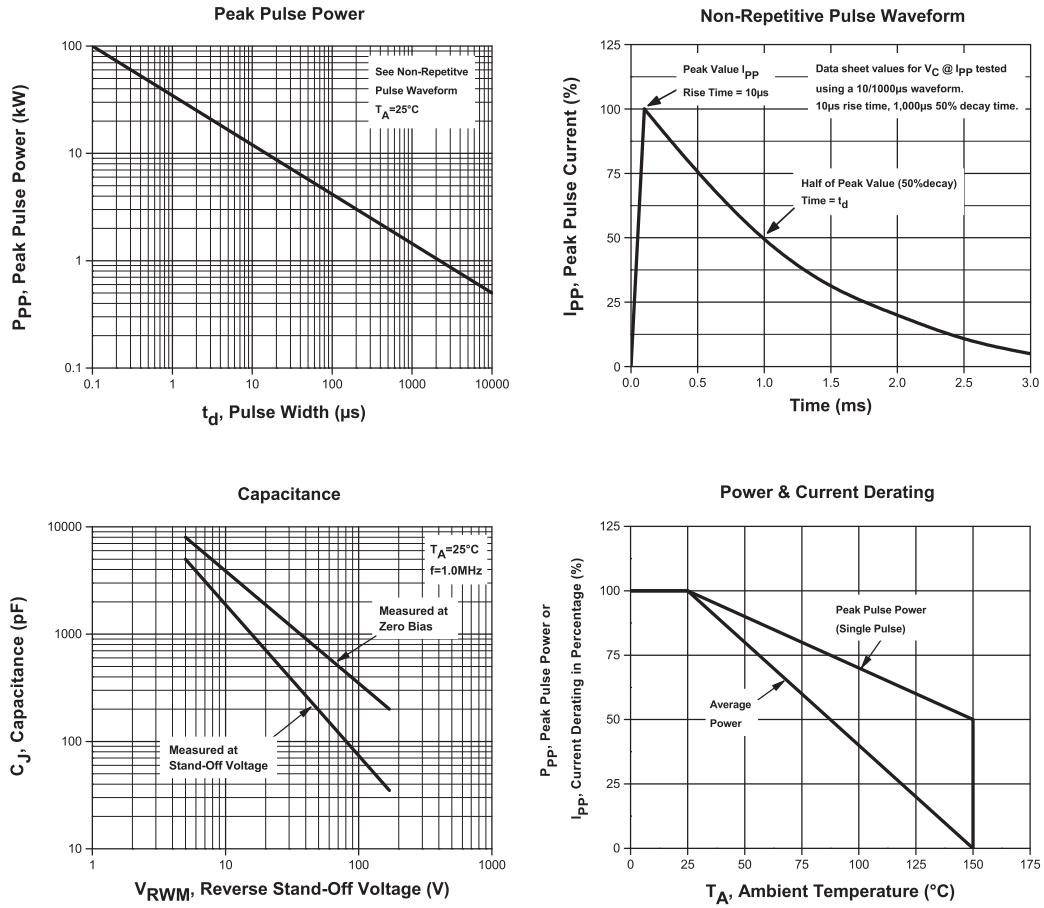 Peak Pulse Power
PPP, Peak Pulse Power (kW)
100
10
1
0.1
See Non-Repetitve
Pulse Waveform
TA=25°C
0.1 1 10 100 1000 10000
td, Pulse Width (µs)
Non-Repetitive Pulse Waveform
IPP, Peak Pulse Current (%)
125
100
75
50
25
0
Peak Value IPP
Rise Time = 10µs
Data sheet values for VC @ IPP tested
using a 10/1000µs waveform.
10µs rise time, 1,000µs 50% decay time.
Half of Peak Value (50%decay)
Time = td
0.0 0.5 1.0 1.5 2.0 2.5 3.0
Time (ms)
Capacitance
CJ, Capacitance (pF)
10000
1000
100
10
TA=25°C
f=1.0MHz
Measured at
Zero Bias
Measured at
Stand-Off Voltage
1 10 100 1000
VRWM, Reverse Stand-Off Voltage (V)
Power & Current Derating
PPP, Peak Pulse Power or
IPP, Current Derating in Percentage (%)
125
100
75
50
25
0
Peak Pulse Power
(Single Pulse)
Average
Power
0 25 50 75 100 125 150 175
TA, Ambient Temperature (°C)